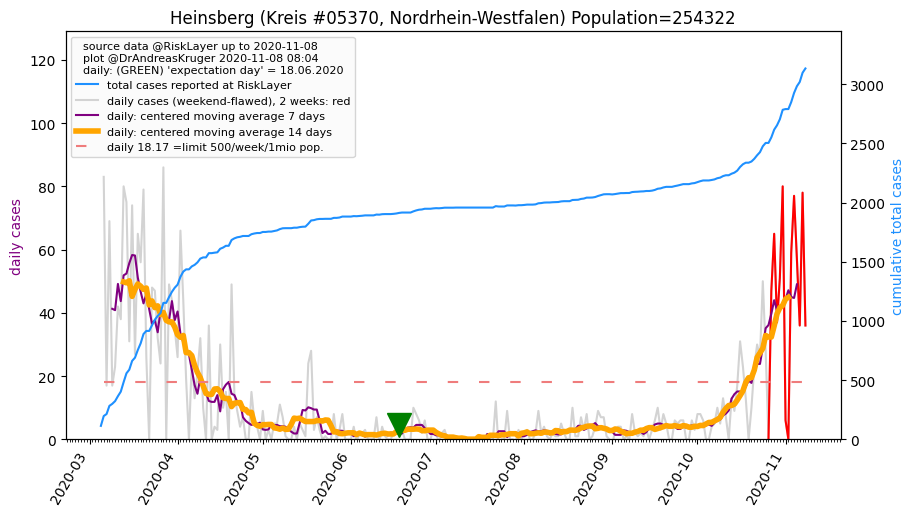 Heinsberg (Kreis #05370, Nordrhein-Westfalen) Population=254322
source data @RiskLayer up to 2020-11-08
plot @DrAndreasKruger 2020-11-08 08:04
daily: (GREEN) 'expectation day' = 18.06.2020
total cases reported at RiskLayer
daily cases (weekend-flawed), 2 weeks: red
daily: centered moving average 7 days
daily: centered moving average 14 days
daily 18.17 =limit 500/week/1mio pop.
daily cases
120
100
80
60
40
20
0
cumulative total cases
3000
2500
2000
1500
1000
500
0
2020-03
2020-04
2020-05
2020-06
2020-07
2020-08
2020-09
2020-10
2020-11